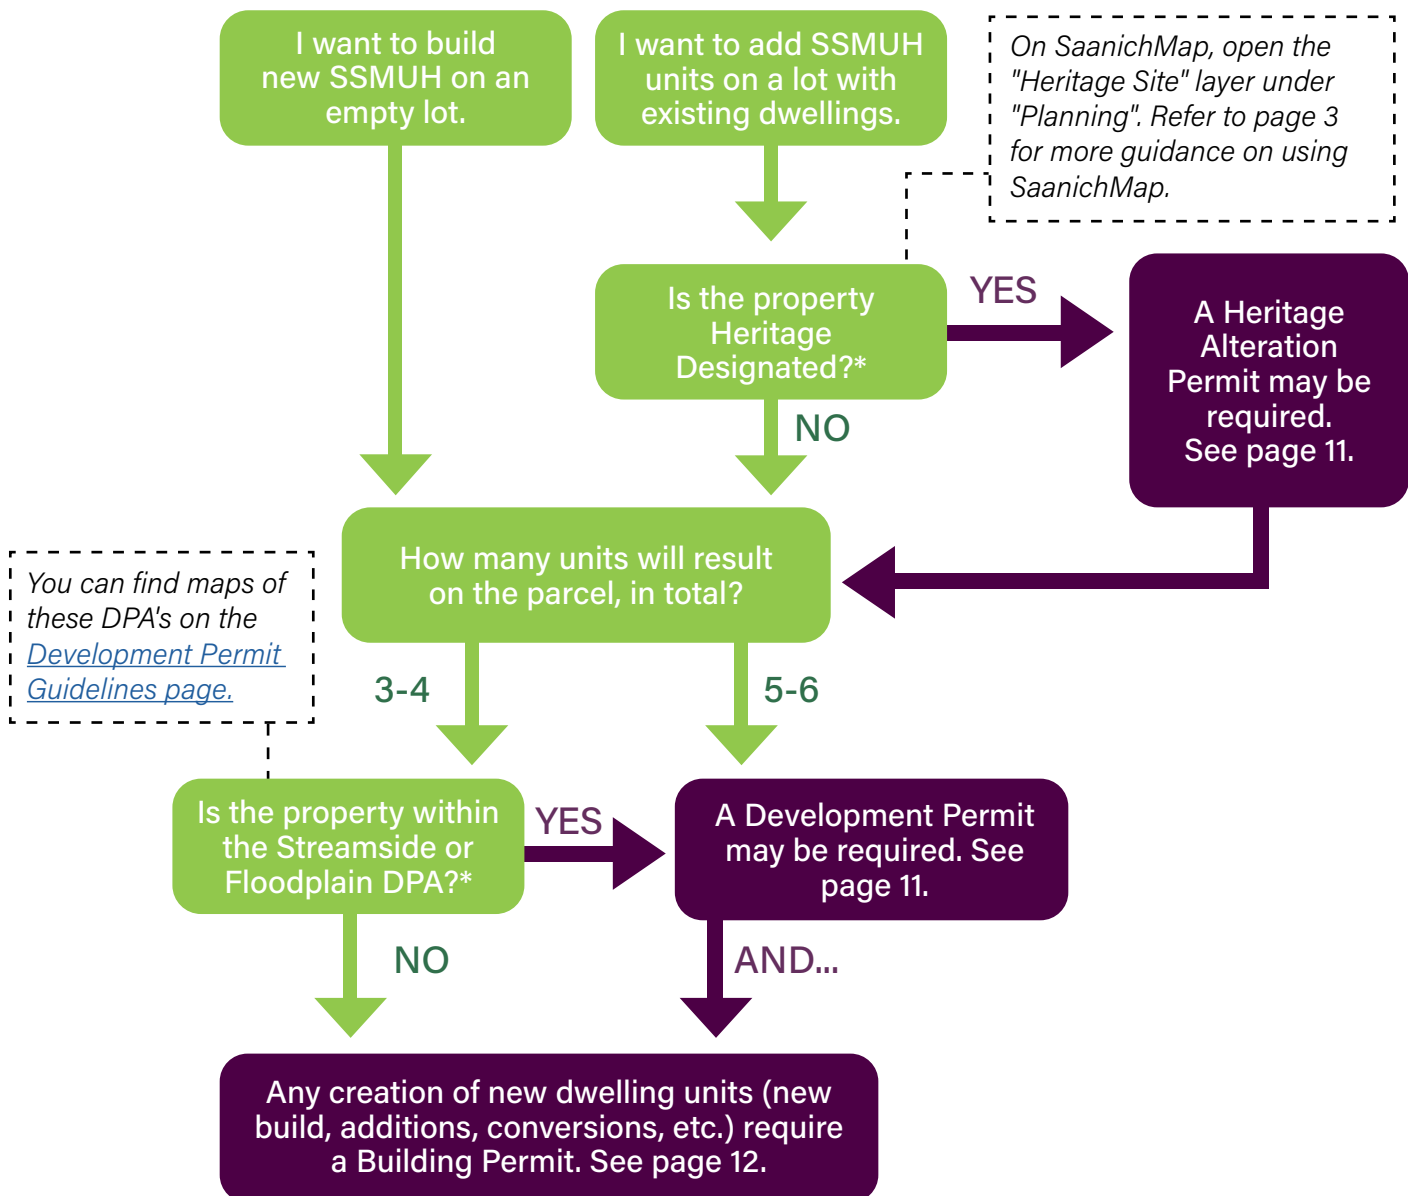 I want to build
new SSMUH on an
empty lot.
I want to add SSMUH
units on a lot with
existing dwellings.
On SaanichMap, open the
"Heritage Site" layer under
"Planning". Refer to page 3
for more guidance on using
SaanichMap.
Is the property
Heritage
Designated?*
YES
A Heritage
Alteration
Permit may be
required.
See page 11.
NO
How many units will result
on the parcel, in total?
You can find maps of
these DPA's on the
Development Permit
Guidelines page.
3-4
5-6
Is the property within
the Streamside or
Floodplain DPA?*
YES
A Development Permit
may be required. See
page 11.
NO
AND...
Any creation of new dwelling units (new
build, additions, conversions, etc.) require
a Building Permit. See page 12.